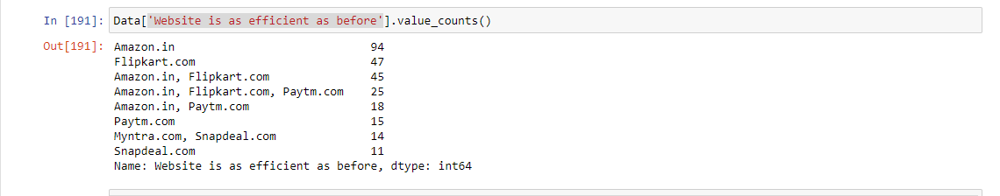 In [191]: Data['Website is as efficient as before'].value_counts()
Out[191]: Amazon.in 94
Flipkart.com 47
Amazon.in, Flipkart.com 45
Amazon.in, Flipkart.com, Paytm.com 25
Amazon.in, Paytm.com 18
Paytm.com 15
Myntra.com, Snapdeal.com 14
Snapdeal.com 11
Name: Website is as efficient as before, dtype: int64